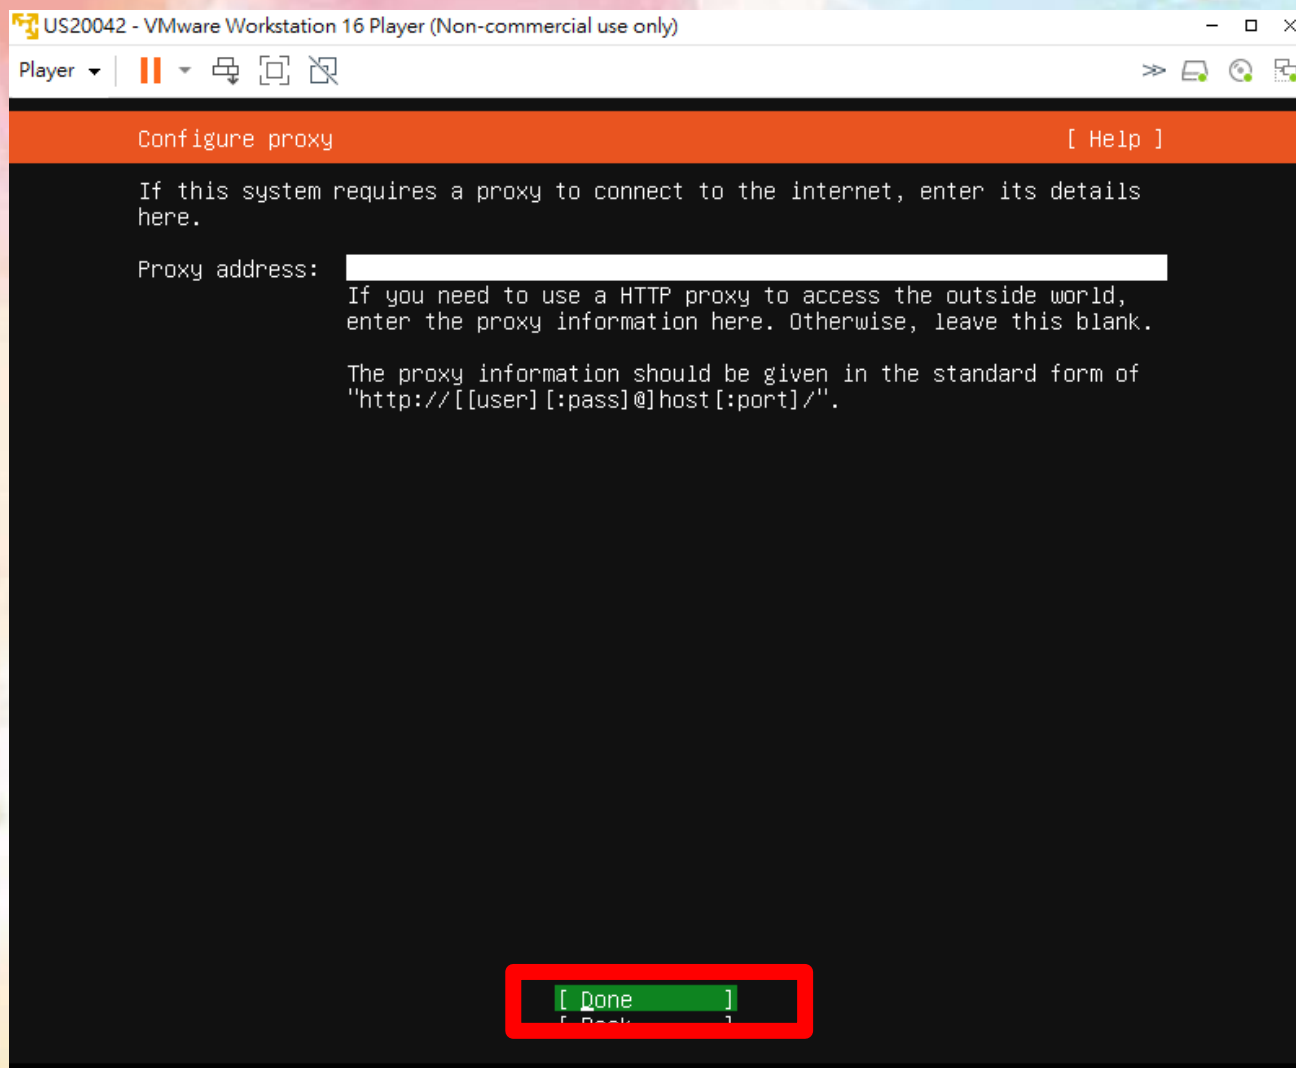 US20042 - VMware Workstation 16 Player (Non-commercial use only)
Player
Configure proxy [ Help ]
If this system requires a proxy to connect to the internet, enter its details
here.
Proxy address:
If you need to use a HTTP proxy to access the outside world,
enter the proxy information here. Otherwise, leave this blank.
The proxy information should be given in the standard form of
"http://[[user][:pass]@]host[:port]/".
[ Done ]
[ Back ]